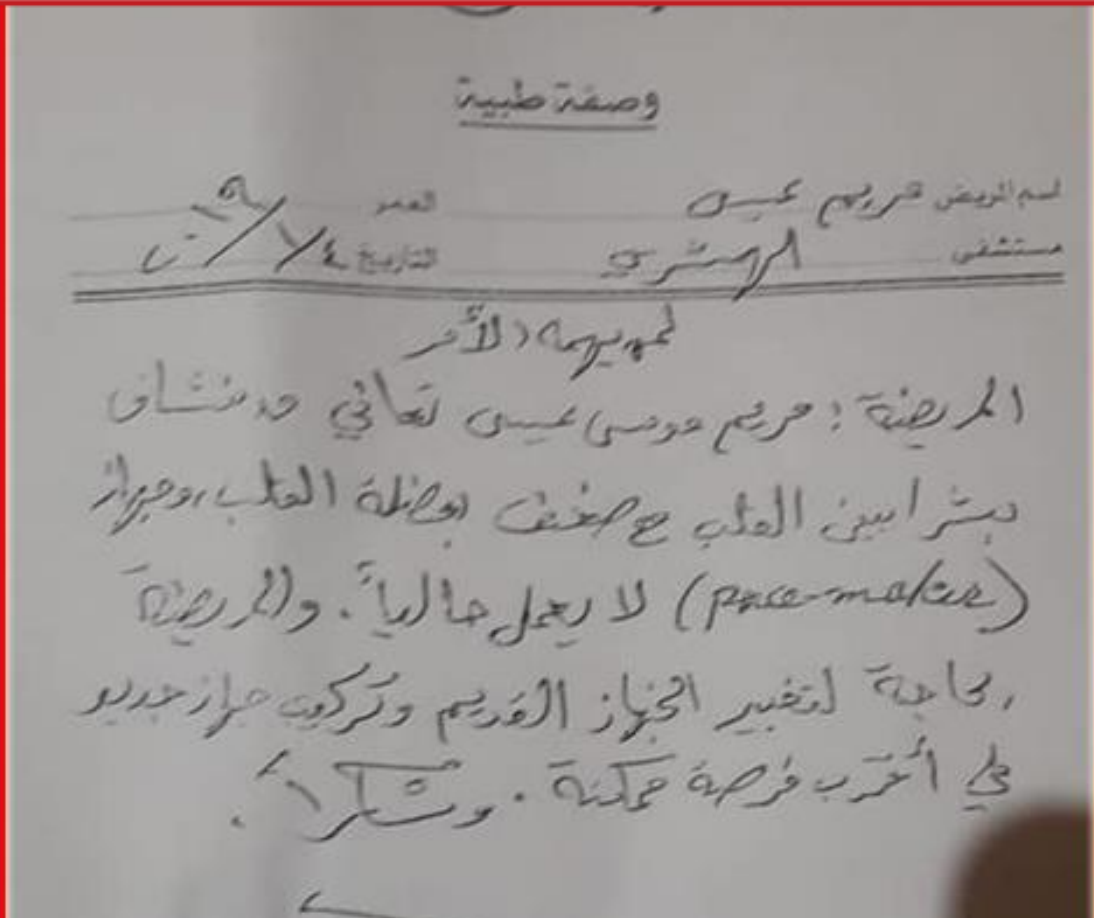 وصفة طبية
اسم المريض مريم عيسى العمر
مستشفى الهمشري التاريخ
لمن يهمه الأمر
المريضة : مريم موسى عيسى تعاني من نشاف
بشرايين القلب مع ضعف بعضلة القلب، وجهاز
(pace-maker) لا يعمل حالياً. والمريضة
بحاجة لتغيير الجهاز القديم وتركيب جهاز جديد
في أقرب فرصة ممكنة. وشكراً.